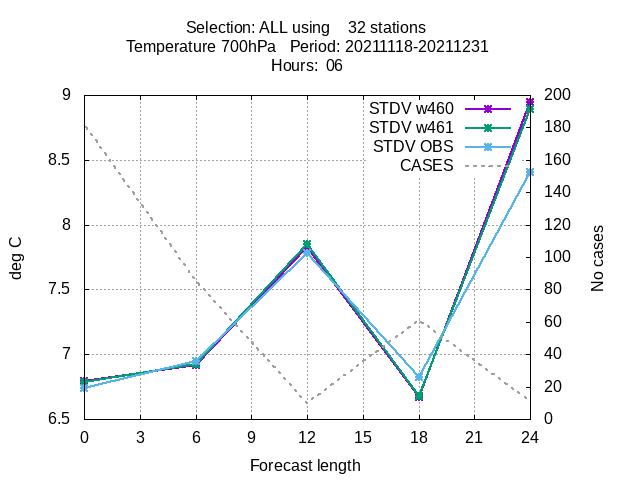 Selection: ALL using    32 stations
Temperature 700hPa   Period: 20211118-20211231
Hours:  06
STDV w460
STDV w461
STDV OBS
CASES
9
8.5
8
7.5
7
6.5
deg C
200
180
160
140
120
100
80
60
40
20
0
No cases
0 3 6 9 12 15 18 21 24
Forecast length